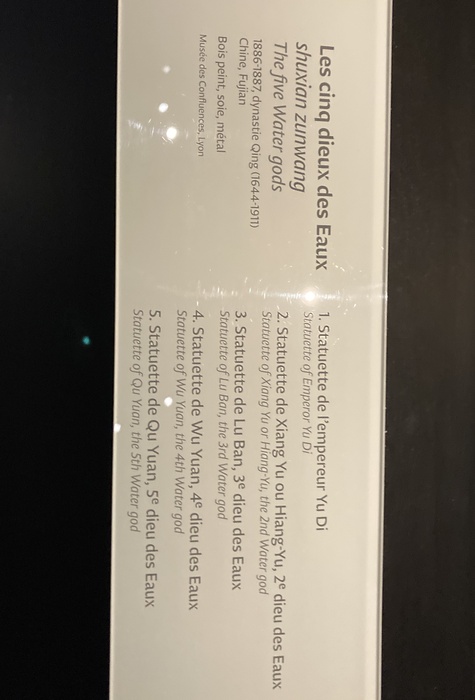 Les cinq dieux des Eaux
shuxian zunwang
The five Water gods
1886-1887, dynastie Qing (1644-1911)
Chine, Fujian
Bois peint, soie, métal
Musée des Confluences, Lyon
1. Statuette de l'empereur Yu Di
Statuette of Emperor Yu Di
2. Statuette de Xiang Yu ou Hiang-Yu, 2e dieu des Eaux
Statuette of Xiang Yu or Hiang-Yu, the 2nd Water god
3. Statuette de Lu Ban, 3e dieu des Eaux
Statuette of Lu Ban, the 3rd Water god
4. Statuette de Wu Yuan, 4e dieu des Eaux
Statuette of Wu Yuan, the 4th Water god
5. Statuette de Qu Yuan, 5e dieu des Eaux
Statuette of Qu Yuan, the 5th Water god